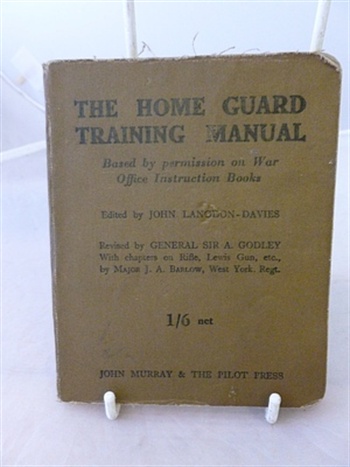 THE HOME GUARD
TRAINING MANUAL
Based by permission on War
Office Instruction Books
Edited by JOHN LANGDON-DAVIES
Revised by GENERAL SIR A. GODLEY
With chapters on Rifle, Lewis Gun, etc.,
by MAJOR J. A. BARLOW, West York. Regt.
1/6 net
JOHN MURRAY & THE PILOT PRESS